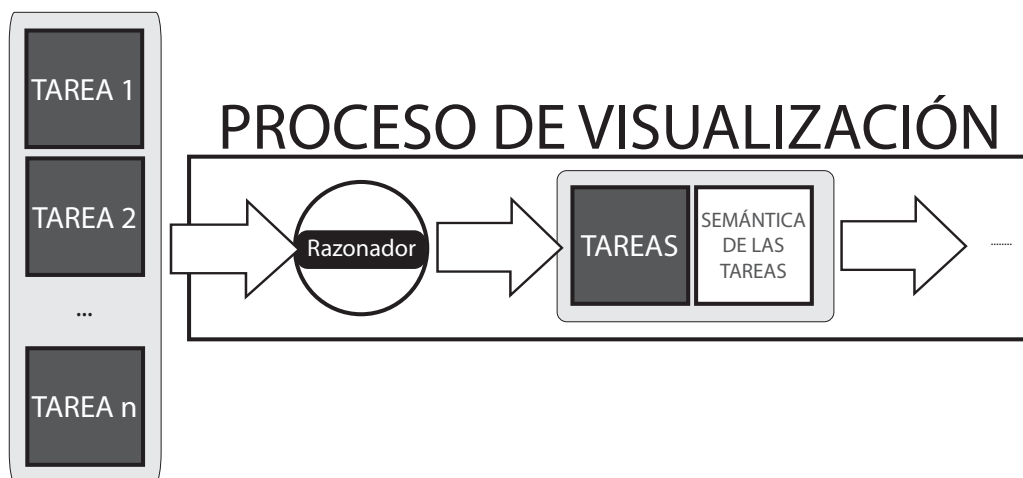 TAREA 1
TAREA 2
...
TAREA n
PROCESO DE VISUALIZACIÓN
Razonador
TAREAS
SEMÁNTICA
DE LAS
TAREAS
........